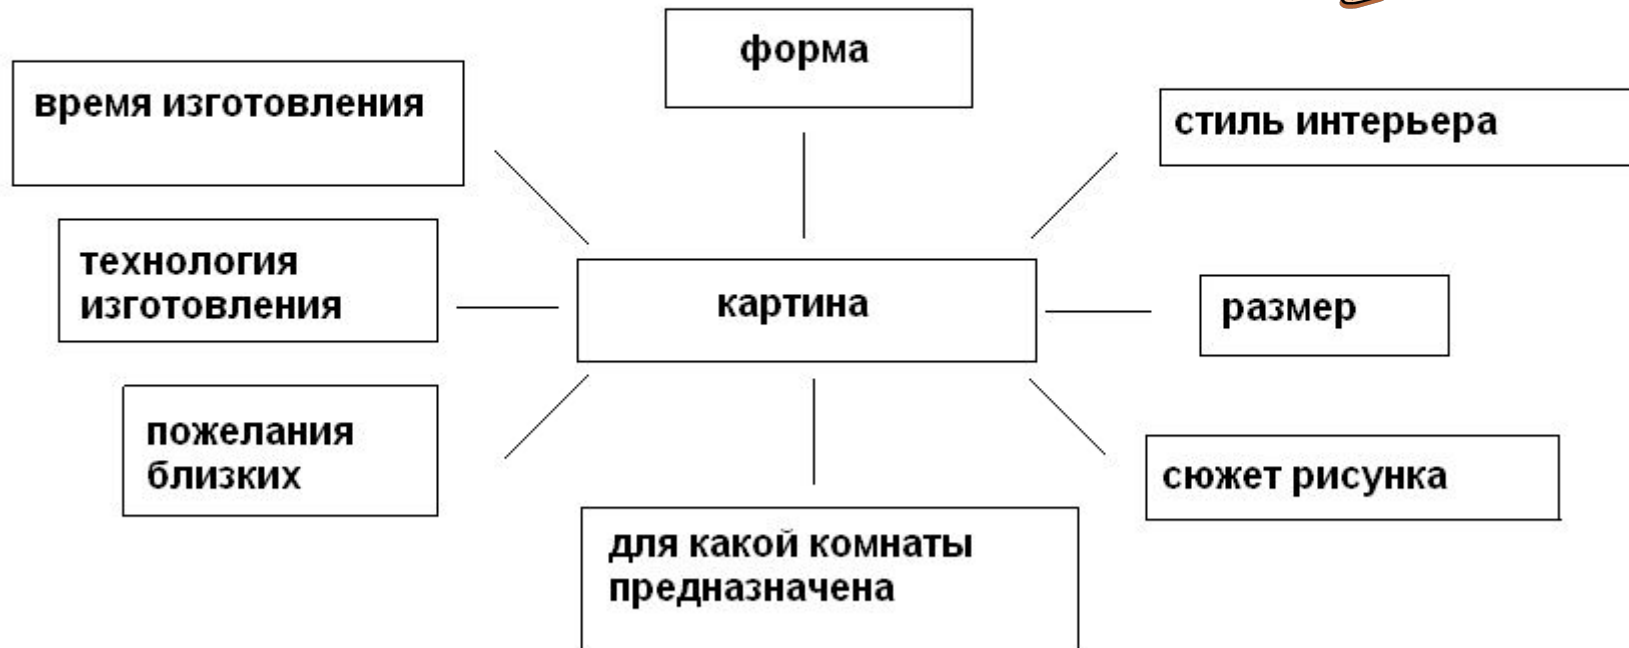 форма
время изготовления
стиль интерьера
технология
изготовления
картина
размер
пожелания
близких
сюжет рисунка
для какой комнаты
предназначена